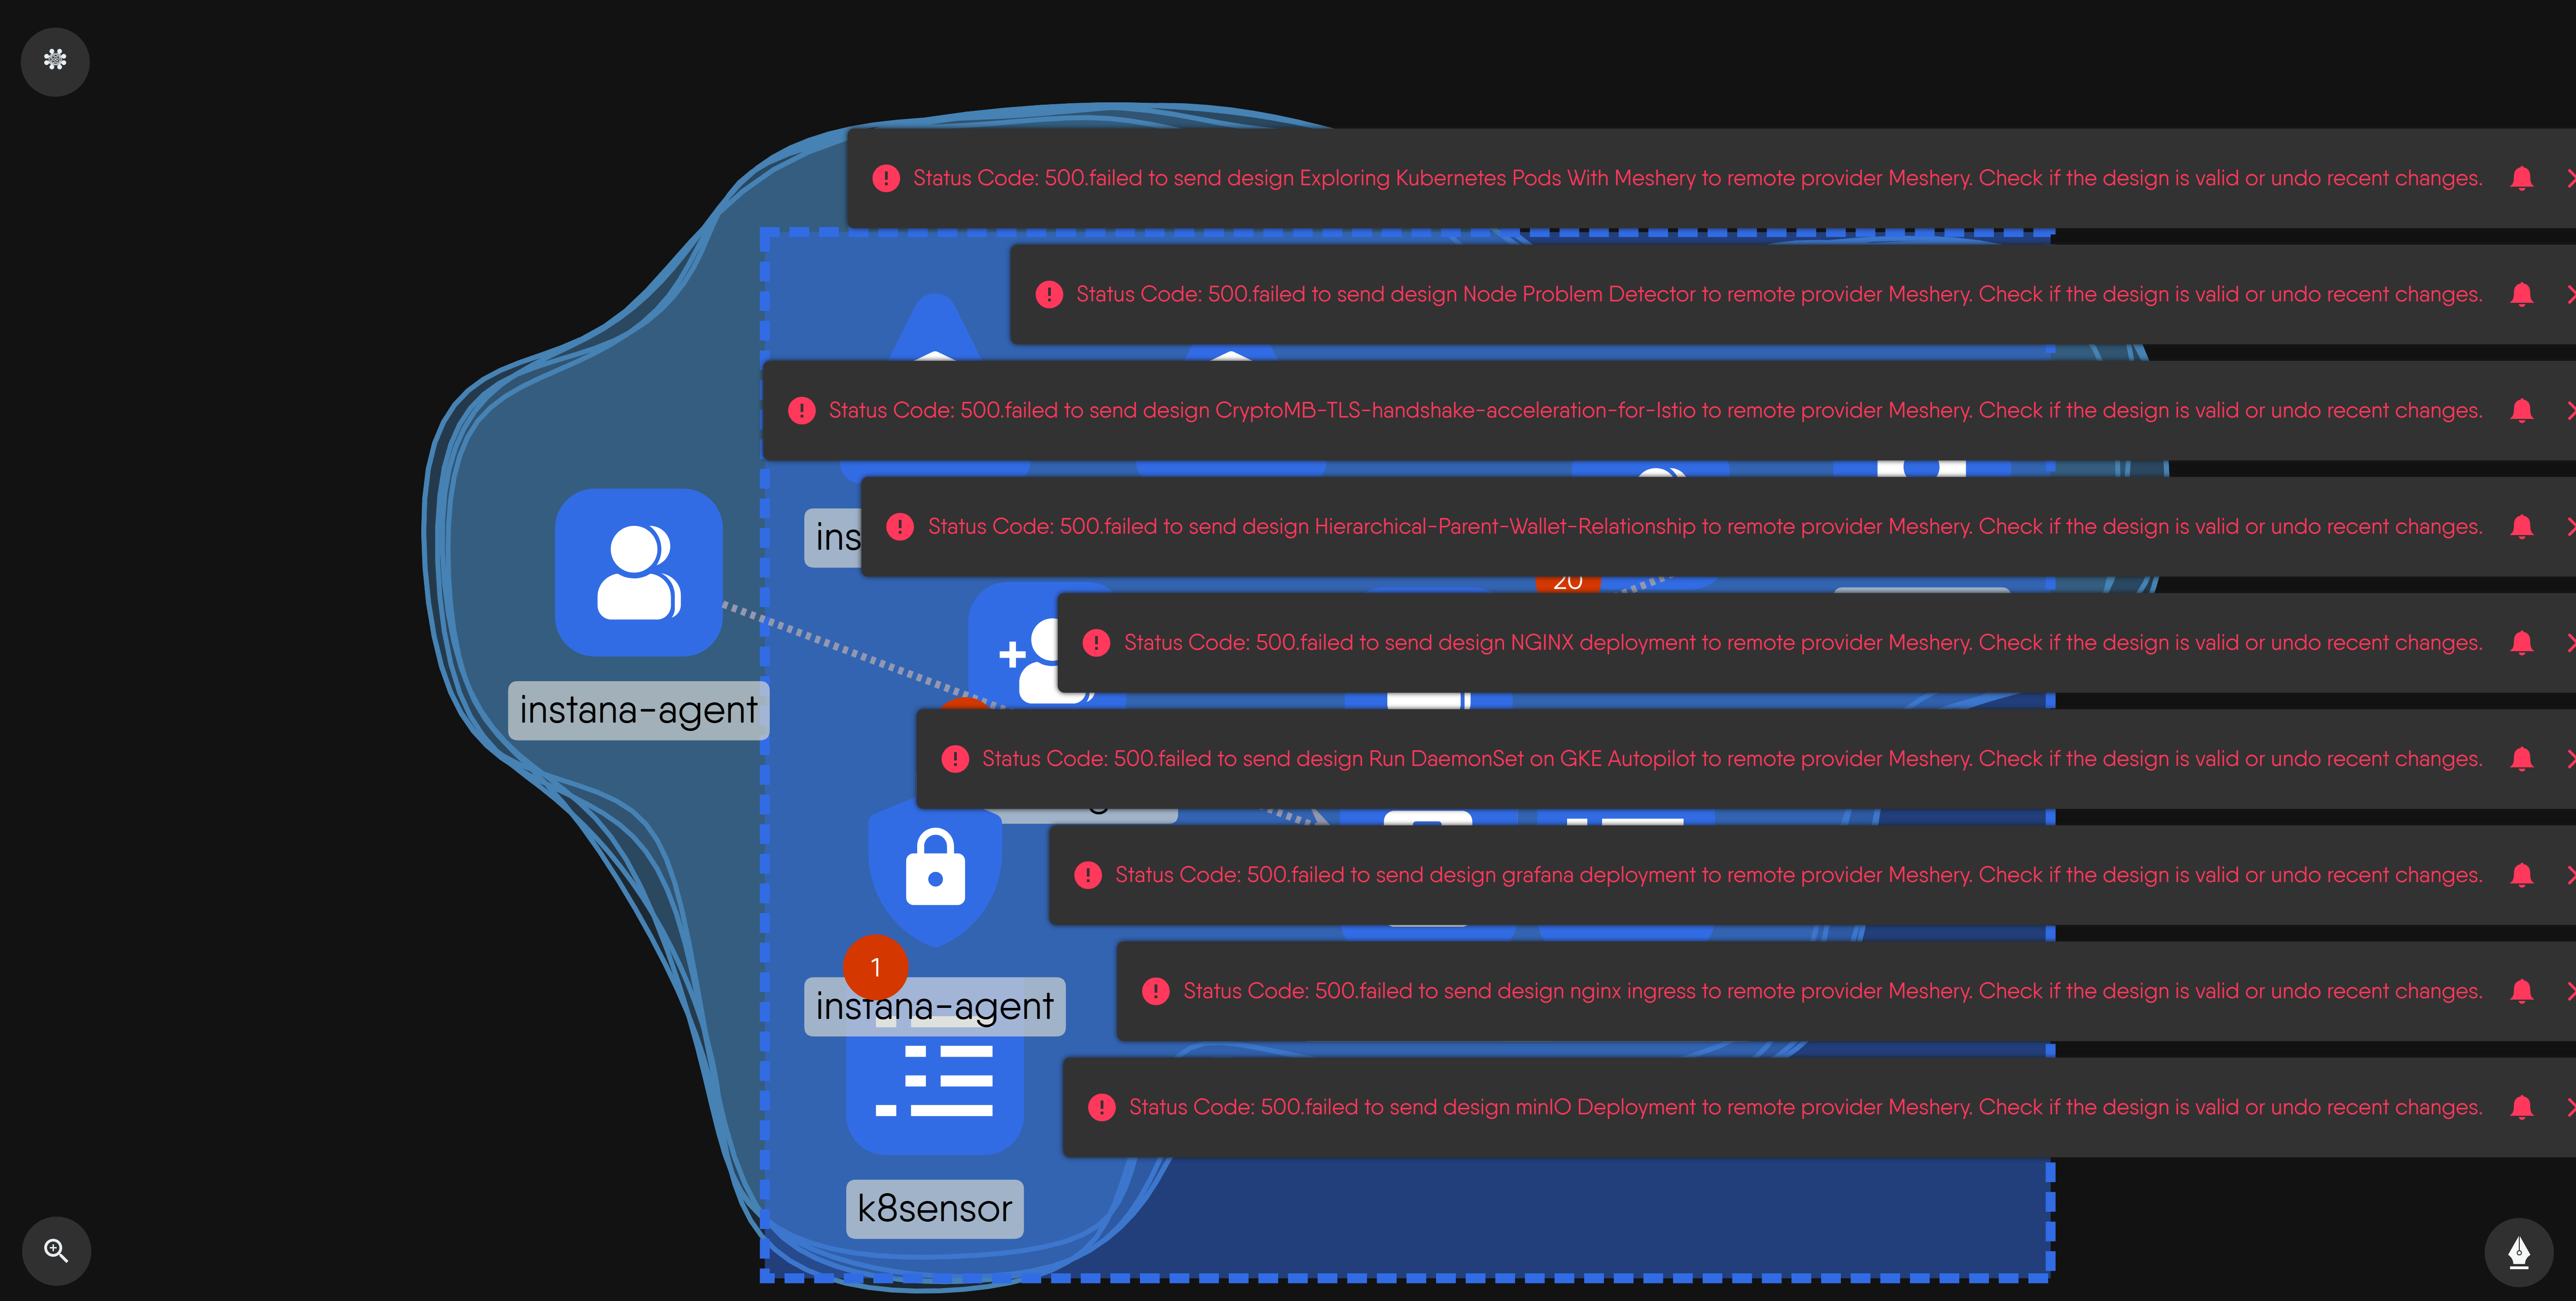 Status Code: 500.failed to send design Exploring Kubernetes Pods With Meshery to remote provider Meshery. Check if the design is valid or undo recent changes.
Status Code: 500.failed to send design Node Problem Detector to remote provider Meshery. Check if the design is valid or undo recent changes.
Status Code: 500.failed to send design CryptoMB-TLS-handshake-acceleration-for-Istio to remote provider Meshery. Check if the design is valid or undo recent changes.
Status Code: 500.failed to send design Hierarchical-Parent-Wallet-Relationship to remote provider Meshery. Check if the design is valid or undo recent changes.
20
Status Code: 500.failed to send design NGINX deployment to remote provider Meshery. Check if the design is valid or undo recent changes.
instana-agent
Status Code: 500.failed to send design Run DaemonSet on GKE Autopilot to remote provider Meshery. Check if the design is valid or undo recent changes.
Status Code: 500.failed to send design grafana deployment to remote provider Meshery. Check if the design is valid or undo recent changes.
1
Status Code: 500.failed to send design nginx ingress to remote provider Meshery. Check if the design is valid or undo recent changes.
instana-agent
Status Code: 500.failed to send design minIO Deployment to remote provider Meshery. Check if the design is valid or undo recent changes.
k8sensor